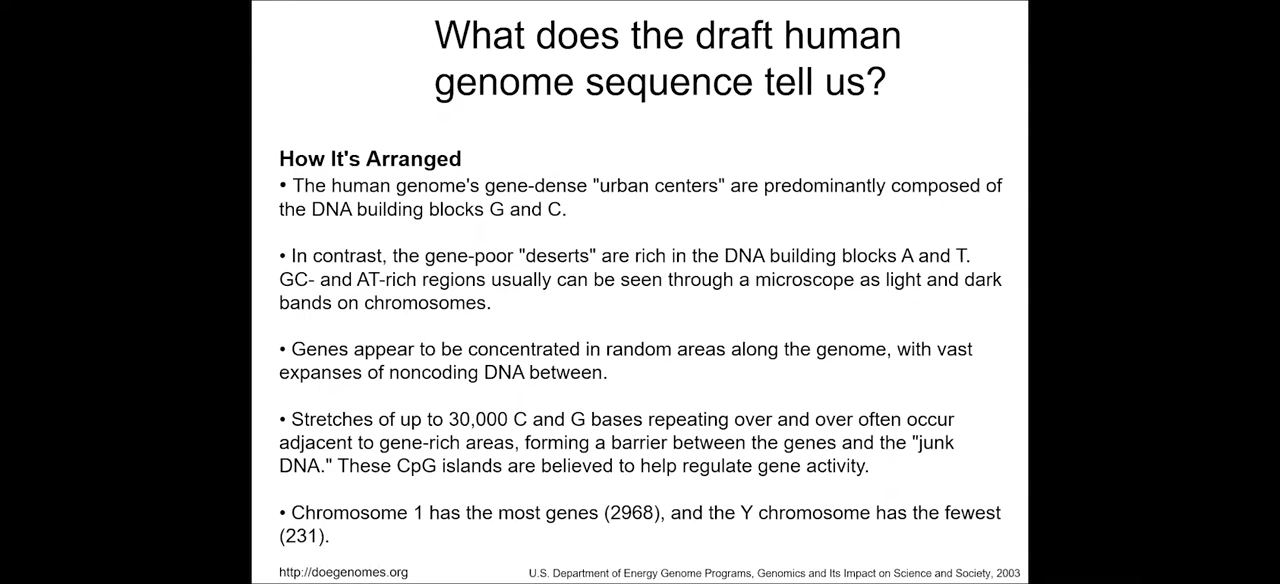 What does the draft human
genome sequence tell us?
How It's Arranged
• The human genome's gene-dense "urban centers" are predominantly composed of
the DNA building blocks G and C.
• In contrast, the gene-poor "deserts" are rich in the DNA building blocks A and T.
GC- and AT-rich regions usually can be seen through a microscope as light and dark
bands on chromosomes.
• Genes appear to be concentrated in random areas along the genome, with vast
expanses of noncoding DNA between.
• Stretches of up to 30,000 C and G bases repeating over and over often occur
adjacent to gene-rich areas, forming a barrier between the genes and the "junk
DNA." These CpG islands are believed to help regulate gene activity.
• Chromosome 1 has the most genes (2968), and the Y chromosome has the fewest
(231).
http://doegenomes.org
U.S. Department of Energy Genome Programs, Genomics and Its Impact on Science and Society, 2003